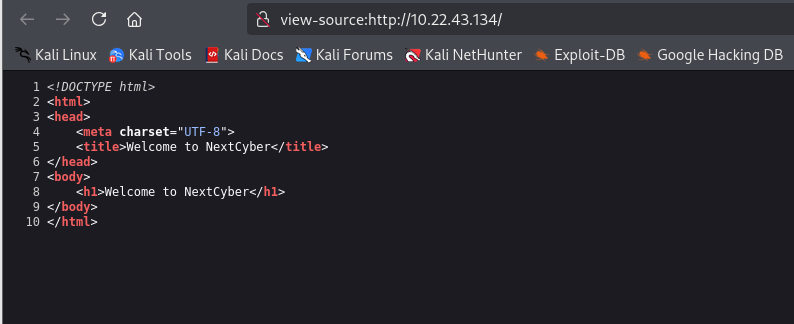 view-source:http://10.22.43.134/
Kali Linux Kali Tools Kali Docs Kali Forums Kali NetHunter Exploit-DB Google Hacking DB
1 <!DOCTYPE html>
2 <html>
3 <head>
4     <meta charset="UTF-8">
5     <title>Welcome to NextCyber</title>
6 </head>
7 <body>
8     <h1>Welcome to NextCyber</h1>
9 </body>
10 </html>